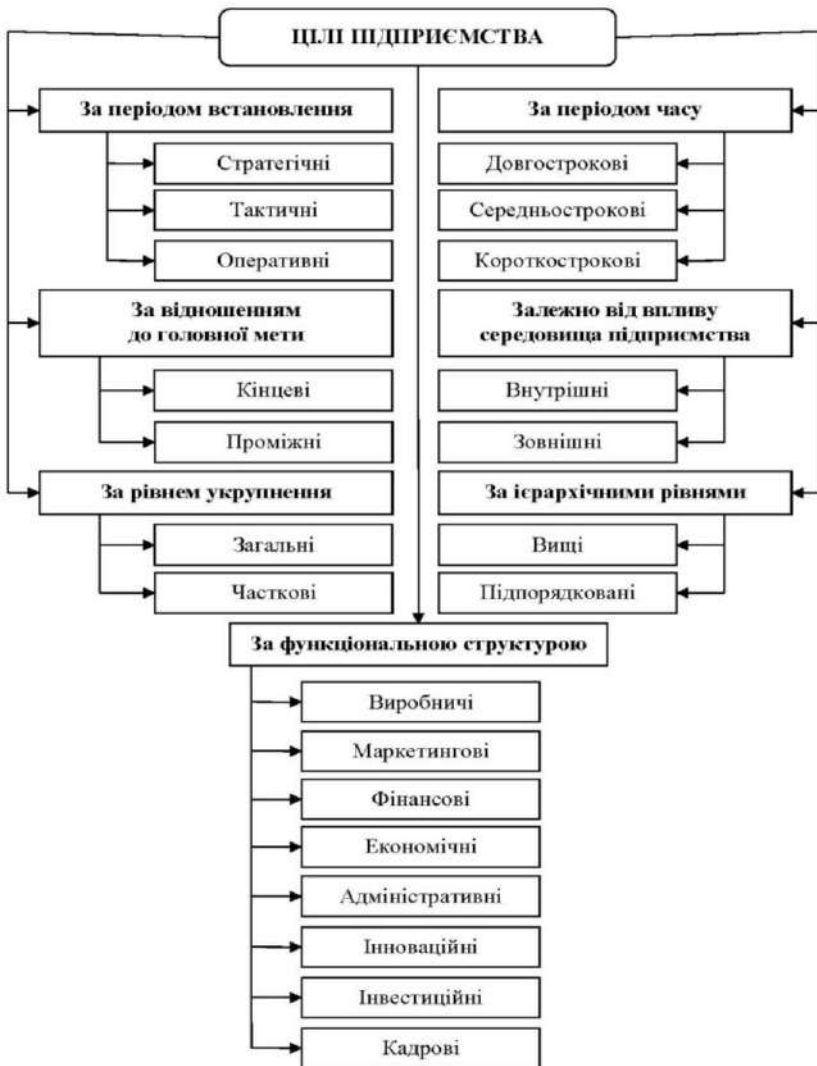 ЦІЛІ ПІДПРИЄМСТВА
За періодом встановлення
Стратегічні
Тактичні
Оперативні
За відношенням
до головної мети
Кінцеві
Проміжні
За рівнем укрупнення
Загальні
Часткові
За періодом часу
Довгострокові
Середньострокові
Короткострокові
Залежно від впливу
середовища підприємства
Внутрішні
Зовнішні
За ієрархічними рівнями
Вищі
Підпорядковані
За функціональною структурою
Виробничі
Маркетингові
Фінансові
Економічні
Адміністративні
Інноваційні
Інвестиційні
Кадрові